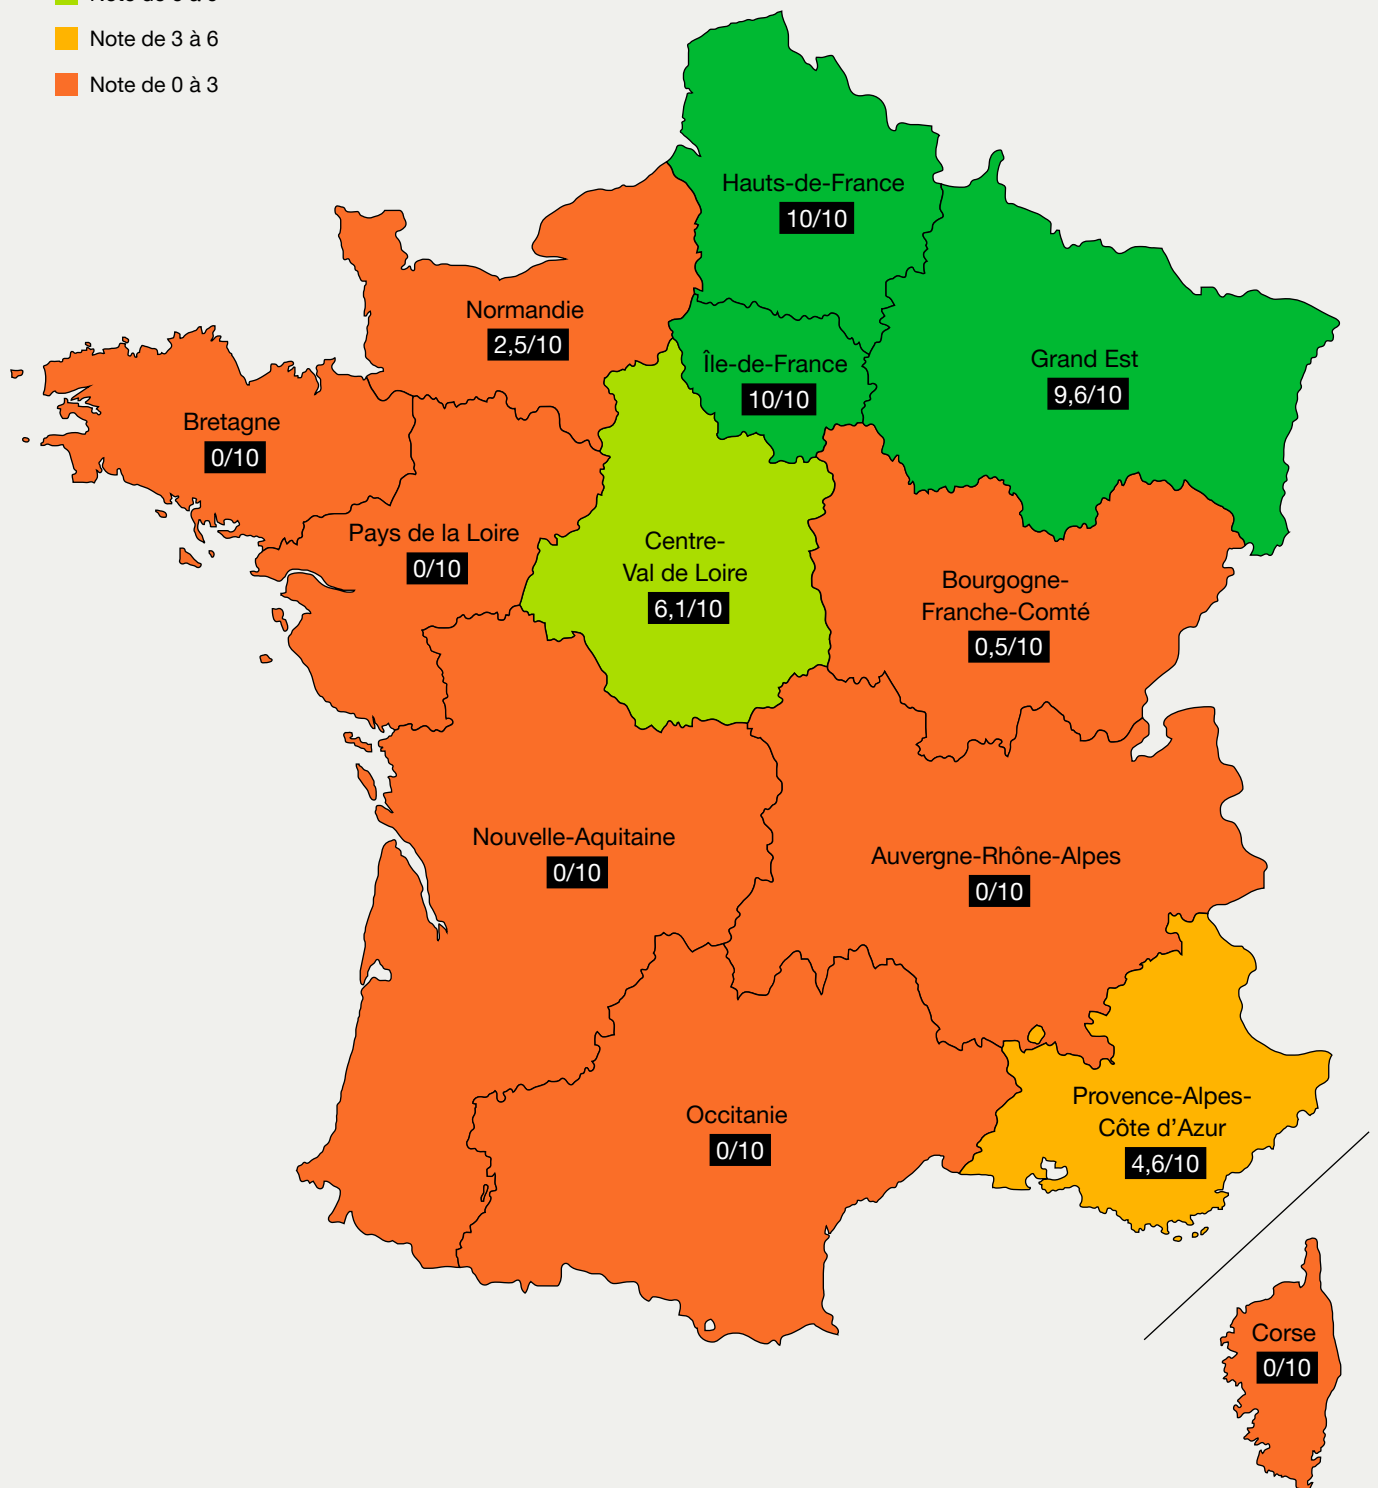 Note de 3 à 6
Note de 0 à 3
Hauts-de-France
10/10
Normandie
2,5/10
Île-de-France
10/10
Grand Est
9,6/10
Bretagne
0/10
Pays de la Loire
0/10
Centre-
Val de Loire
6,1/10
Bourgogne-
Franche-Comté
0,5/10
Nouvelle-Aquitaine
0/10
Auvergne-Rhône-Alpes
0/10
Occitanie
0/10
Provence-Alpes-
Côte d'Azur
4,6/10
Corse
0/10